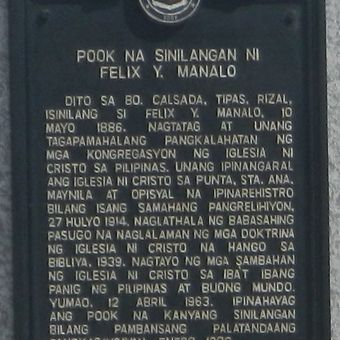 POOK NA SINILANGAN NI
FELIX Y. MANALO
DITO SA BO. CALSADA, TIPAS, RIZAL,
ISINILANG SI FELIX Y. MANALO, 10
MAYO 1886. NAGTATAG AT UNANG
TAGAPAMAHALANG PANGKALAHATAN NG
MGA KONGREGASYON NG IGLESIA NI
CRISTO SA PILIPINAS. UNANG IPINANGARAL
ANG IGLESIA NI CRISTO SA PUNTA, STA. ANA,
MAYNILA AT OPISYAL NA IPINAREHISTRO
BILANG ISANG SAMAHANG PANGRELIHIYON,
27 HULYO 1914. NAGLATHALA NG BABASAHING
PASUGO NA NAGLALAMAN NG MGA DOKTRINA
NG IGLESIA NI CRISTO NA HANGO SA
BIBLIYA, 1939. NAGTAYO NG MGA SAMBAHAN
NG IGLESIA NI CRISTO SA IBA'T IBANG
PANIG NG PILIPINAS AT BUONG MUNDO.
YUMAO, 12 ABRIL 1963. IPINAHAYAG
ANG POOK NA KANYANG SINILANGAN
BILANG PAMBANSANG PALATANDAANG